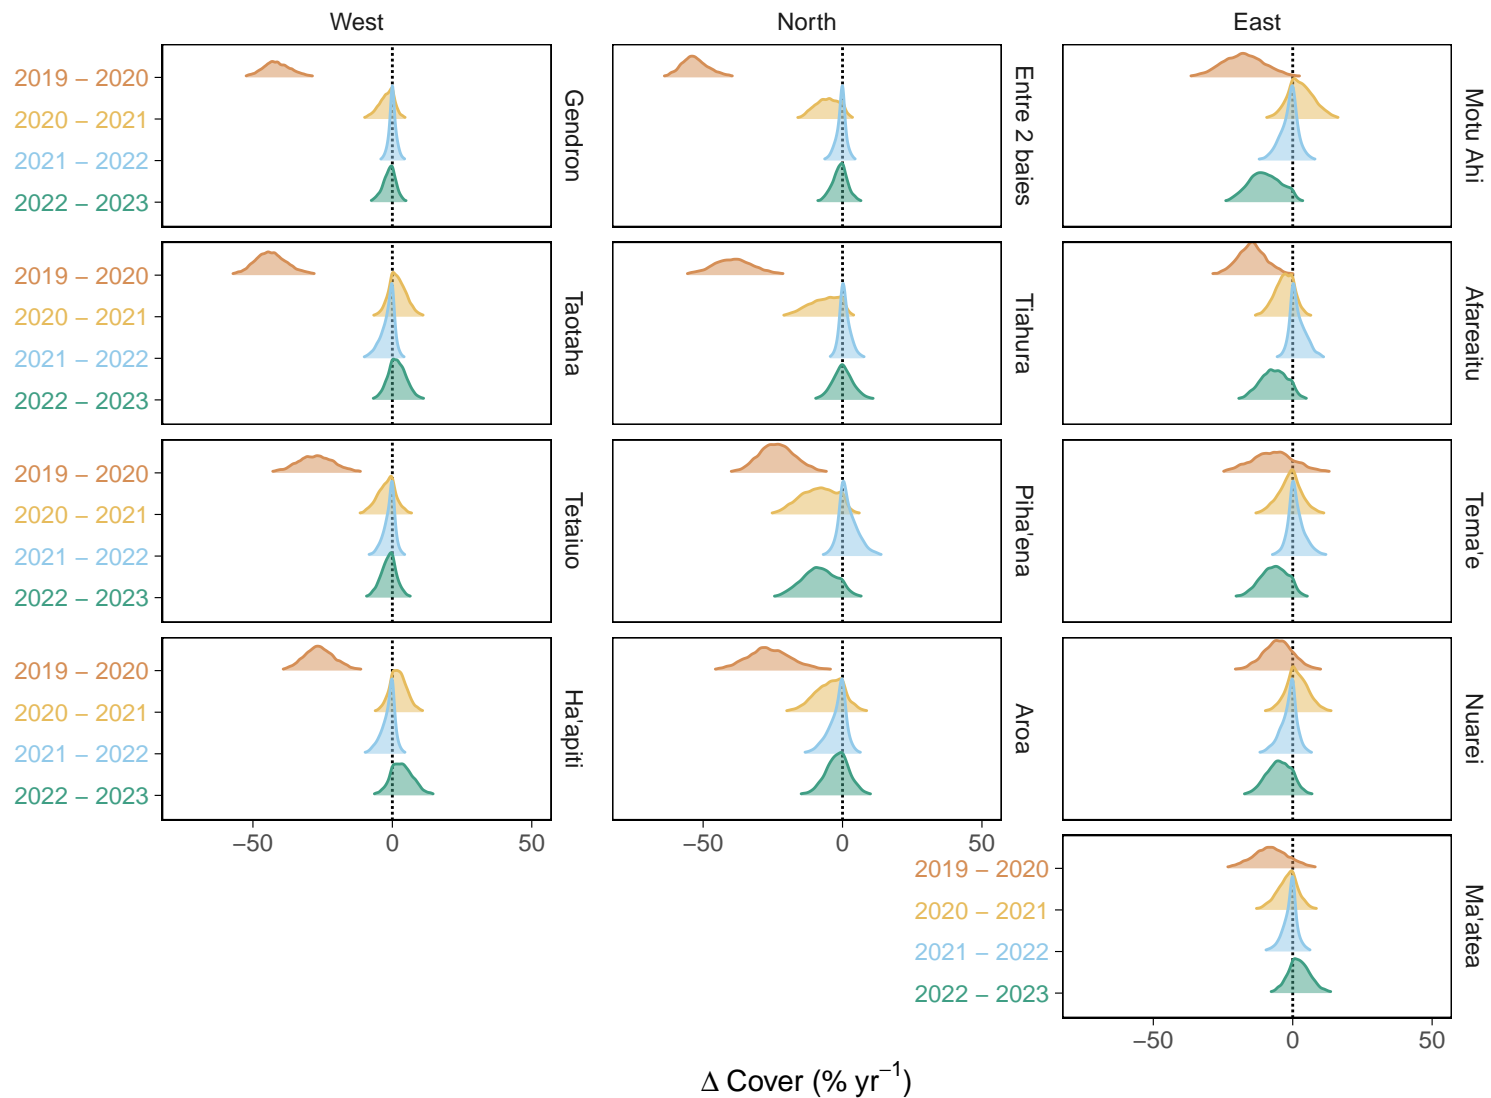 West
North
East
2019 – 2020
2020 – 2021
2021 – 2022
2022 – 2023
Gendron
Entre 2 baies
Motu Ahi
2019 – 2020
2020 – 2021
2021 – 2022
2022 – 2023
Taotaha
Tiahura
Afareaitu
2019 – 2020
2020 – 2021
2021 – 2022
2022 – 2023
Tetaiuo
Piha'ena
Tema'e
2019 – 2020
2020 – 2021
2021 – 2022
2022 – 2023
Ha'apiti
Aroa
Nuarei
−50 0 50
−50 0 50
2019 – 2020
2020 – 2021
2021 – 2022
2022 – 2023
Ma'atea
−50 0 50
Δ Cover (% yr⁻¹)